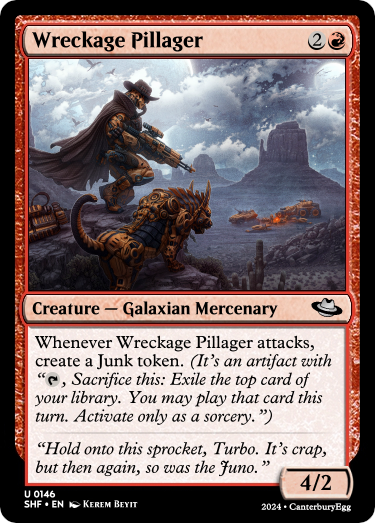 Wreckage Pillager 2
Creature — Galaxian Mercenary
Whenever Wreckage Pillager attacks,
create a Junk token. (It's an artifact with
“, Sacrifice this: Exile the top card of
your library. You may play that card this
turn. Activate only as a sorcery.”)
“Hold onto this sprocket, Turbo. It's crap,
but then again, so was the Juno.”
4/2
U 0146
SHF • EN Kerem Beyit
2024 • CanterburyEgg